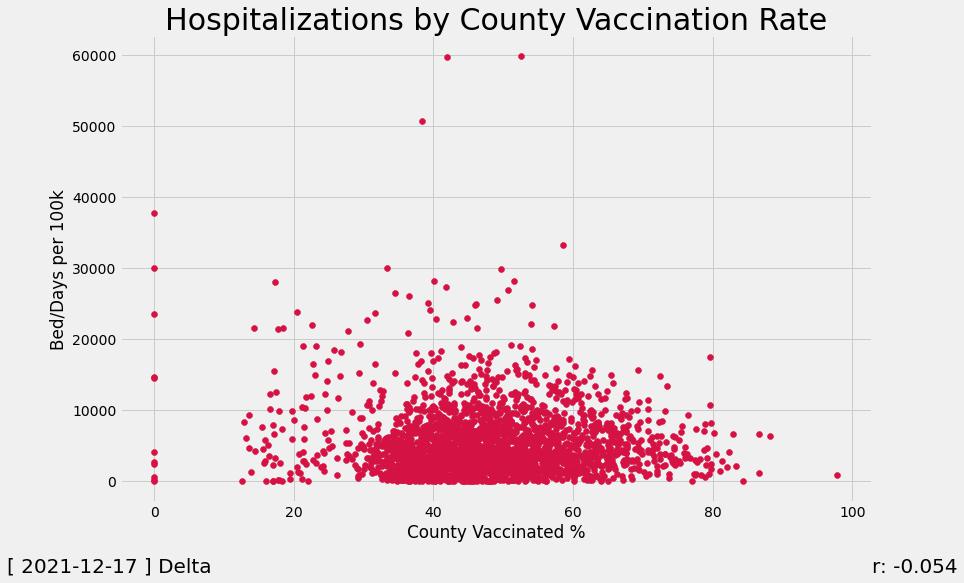 Hospitalizations by County Vaccination Rate
Bed/Days per 100k
60000
50000
40000
30000
20000
10000
0
0 20 40 60 80 100
County Vaccinated %
[ 2021-12-17 ] Delta
r: -0.054